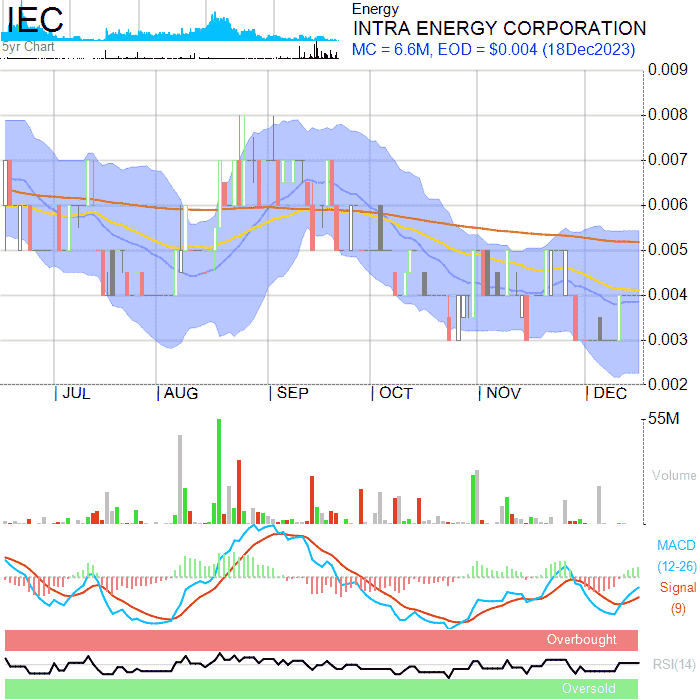 IEC
5yr Chart
Energy
INTRA ENERGY CORPORATION
MC = 6.6M, EOD = $0.004 (18Dec2023)
0.009
0.008
0.007
0.006
0.005
0.004
0.003
0.002
JUL AUG SEP OCT NOV DEC
55M
Volume
MACD
(12-26)
Signal
(9)
Overbought
RSI(14)
Oversold